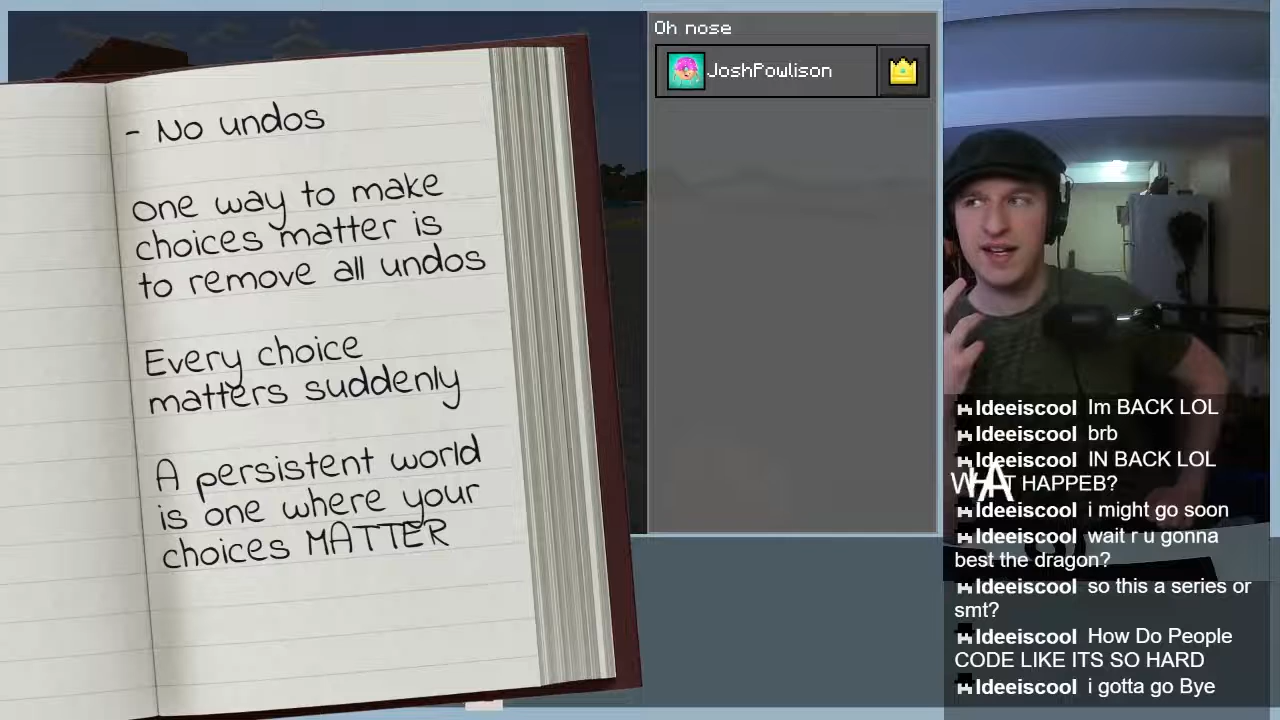 - No undos
one way to make
choices matter is
to remove all undos
Every choice
matters suddenly
A persistent world
is one where your
choices MATTER
Oh nose
JoshPowlison
Ideeiscool Im BACK LOL
Ideeiscool brb
Ideeiscool IN BACK LOL
HAPPEB?
Ideeiscool i might go soon
Ideeiscool wait r u gonna
best the dragon?
Ideeiscool so this a series or
smt?
Ideeiscool How Do People
CODE LIKE ITS SO HARD
Ideeiscool i gotta go Bye